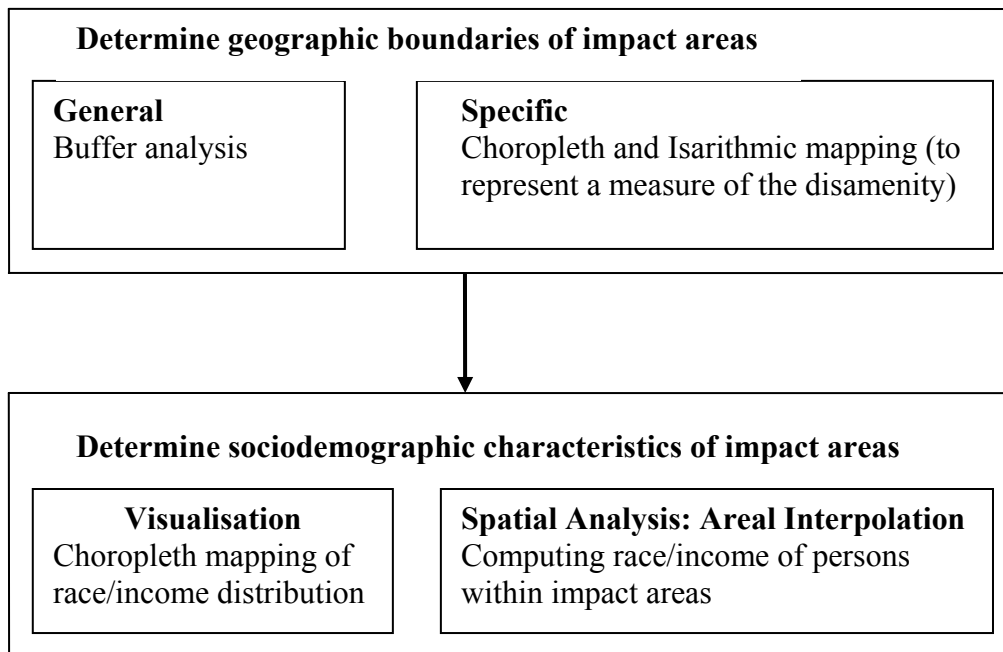 Determine geographic boundaries of impact areas
General
Buffer analysis
Specific
Choropleth and Isarithmic mapping (to
represent a measure of the disamenity)
Determine sociodemographic characteristics of impact areas
Visualisation
Choropleth mapping of
race/income distribution
Spatial Analysis: Areal Interpolation
Computing race/income of persons
within impact areas